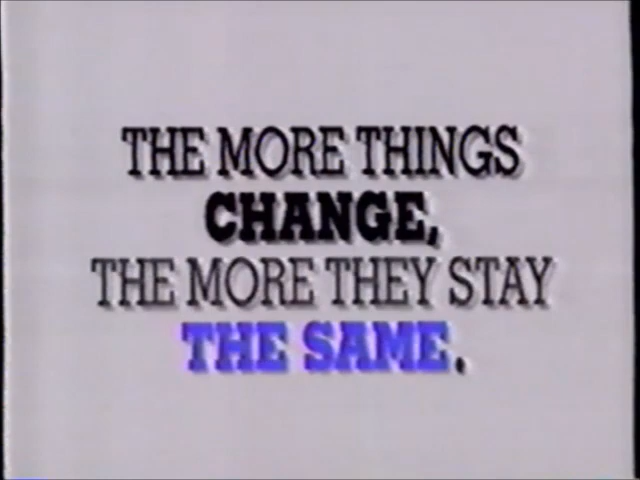 THE MORE THINGS
CHANGE,
THE MORE THEY STAY
THE SAME.